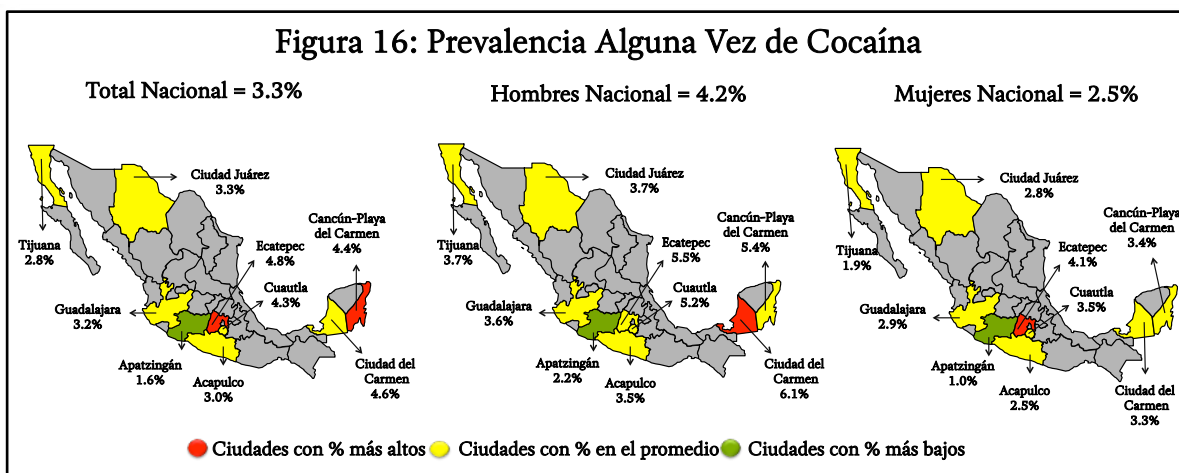 Figura 16: Prevalencia Alguna Vez de Cocaína
Total Nacional = 3.3%
Ciudad Juárez
3.3%
Cancún-Playa
del Carmen
4.4%
Tijuana
2.8%
Ecatepec
4.8%
Cuautla
4.3%
Guadalajara
3.2%
Apatzingán
1.6%
Acapulco
3.0%
Ciudad del
Carmen
4.6%
Hombres Nacional = 4.2%
Ciudad Juárez
3.7%
Cancún-Playa
del Carmen
5.4%
Tijuana
3.7%
Ecatepec
5.5%
Cuautla
5.2%
Guadalajara
3.6%
Apatzingán
2.2%
Acapulco
3.5%
Ciudad del
Carmen
6.1%
Mujeres Nacional = 2.5%
Ciudad Juárez
2.8%
Cancún-Playa
del Carmen
3.4%
Tijuana
1.9%
Ecatepec
4.1%
Cuautla
3.5%
Guadalajara
2.9%
Apatzingán
1.0%
Acapulco
2.5%
Ciudad del
Carmen
3.3%
Ciudades con % más altos
Ciudades con % en el promedio
Ciudades con % más bajos